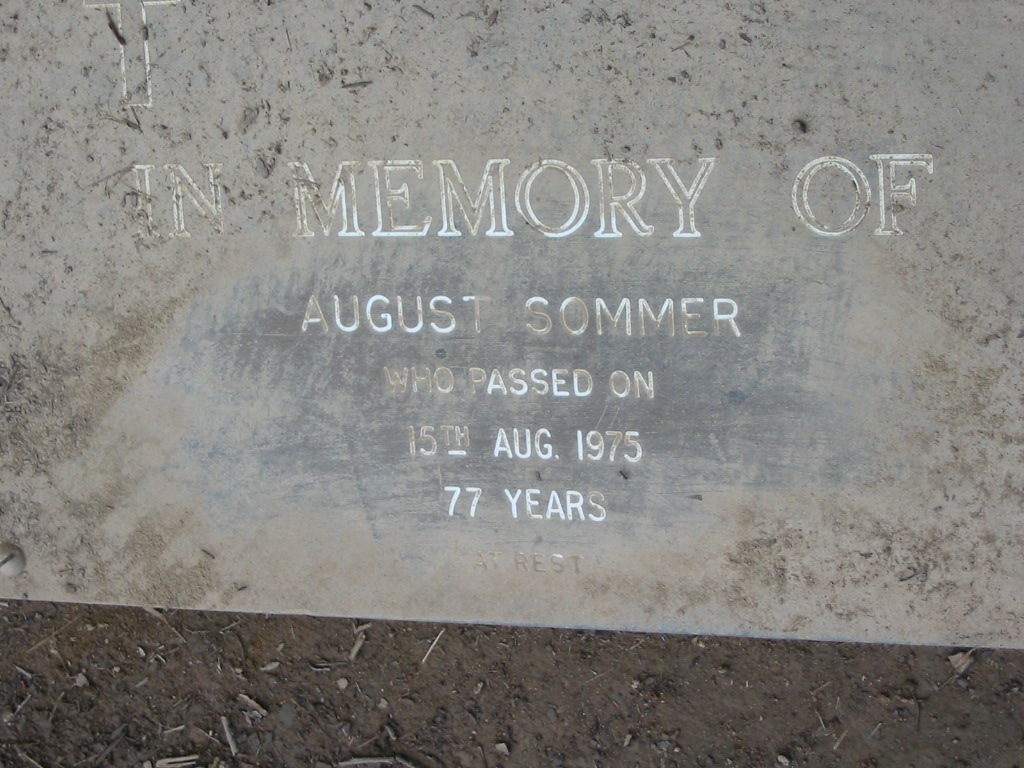 IN MEMORY OF
AUGUST SOMMER
WHO PASSED ON
15TH AUG. 1975
77 YEARS
AT REST